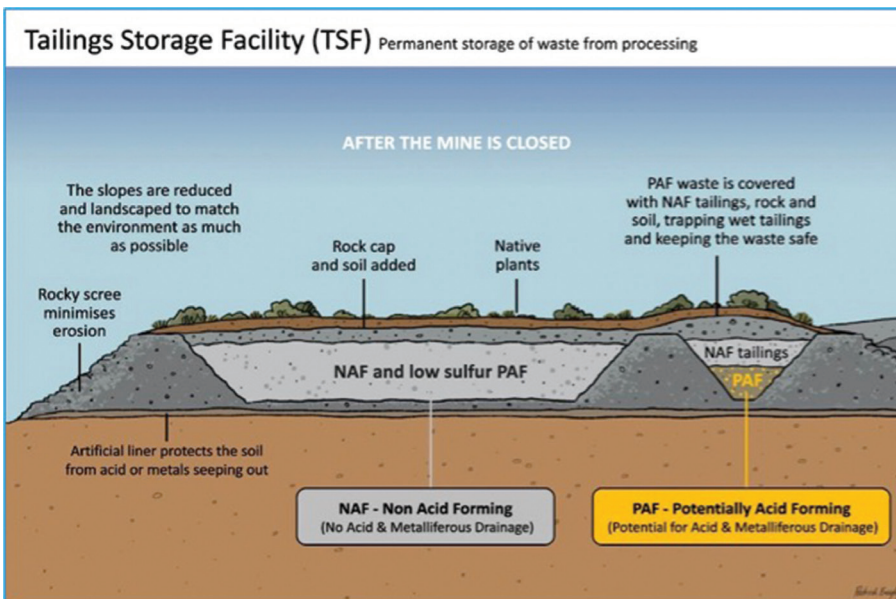 Tailings Storage Facility (TSF) Permanent storage of waste from processing
AFTER THE MINE IS CLOSED
The slopes are reduced
and landscaped to match
the environment as much
as possible
PAF waste is covered
with NAF tailings, rock and
soil, trapping wet tailings
and keeping the waste safe
Rock cap
and soil added
Native
plants
Rocky scree
minimises
erosion
NAF tailings
NAF and low sulfur PAF
PAF
Artificial liner protects the soil
from acid or metals seeping out
NAF - Non Acid Forming
(No Acid & Metalliferous Drainage)
PAF - Potentially Acid Forming
(Potential for Acid & Metalliferous Drainage)